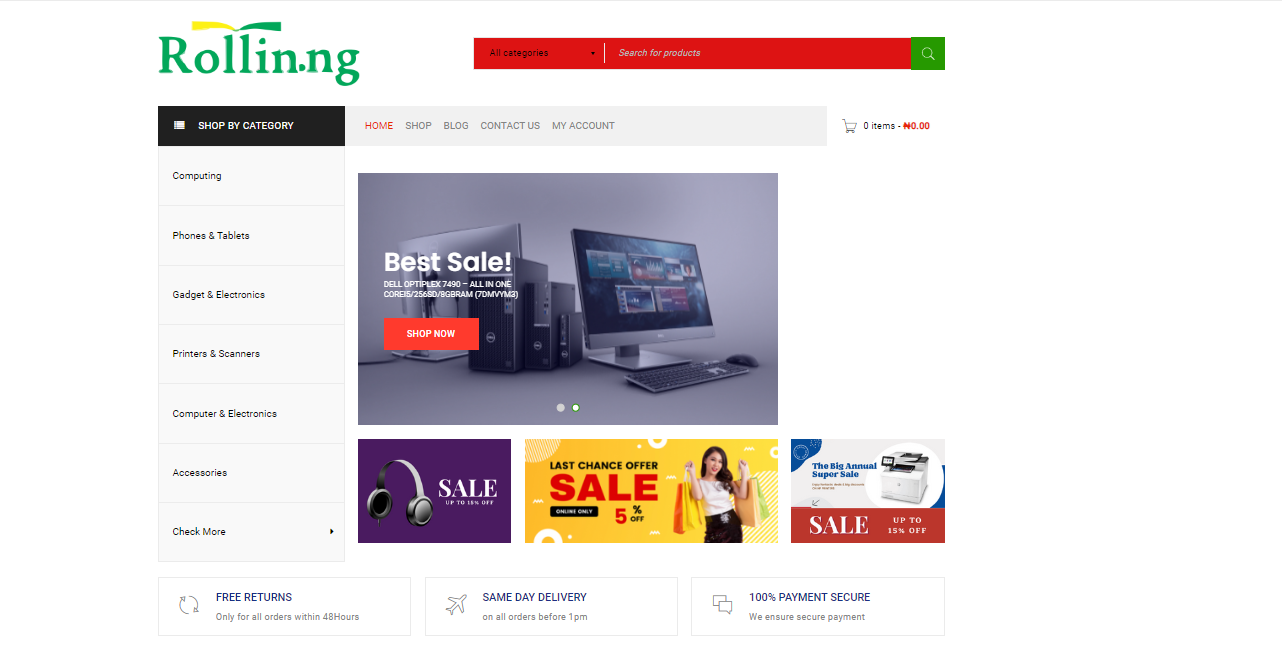 Rollin.ng
All categories
Search for products
SHOP BY CATEGORY
HOME SHOP BLOG CONTACT US MY ACCOUNT
0 items - ₦0.00
Computing
Phones & Tablets
Gadget & Electronics
Printers & Scanners
Computer & Electronics
Accessories
Check More
Best Sale!
DELL OPTIPLEX 7490 – ALL IN ONE
COREI5/256SD/8GBRAM (7DMVYM3)
SHOP NOW
SALE
UP TO 15% OFF
LAST CHANCE OFFER
SALE
ONLINE ONLY
5% OFF
The Big Annual
Super Sale
SALE
UP TO
15% OFF
FREE RETURNS
Only for all orders within 48Hours
SAME DAY DELIVERY
on all orders before 1pm
100% PAYMENT SECURE
We ensure secure payment